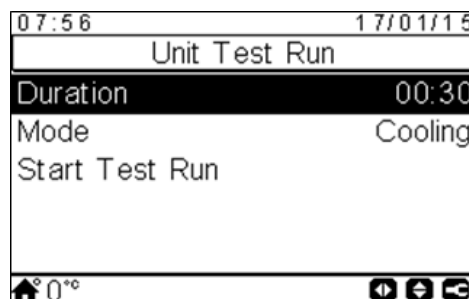 07:56 17/01/15
Unit Test Run
Duration 00:30
Mode Cooling
Start Test Run
0°c